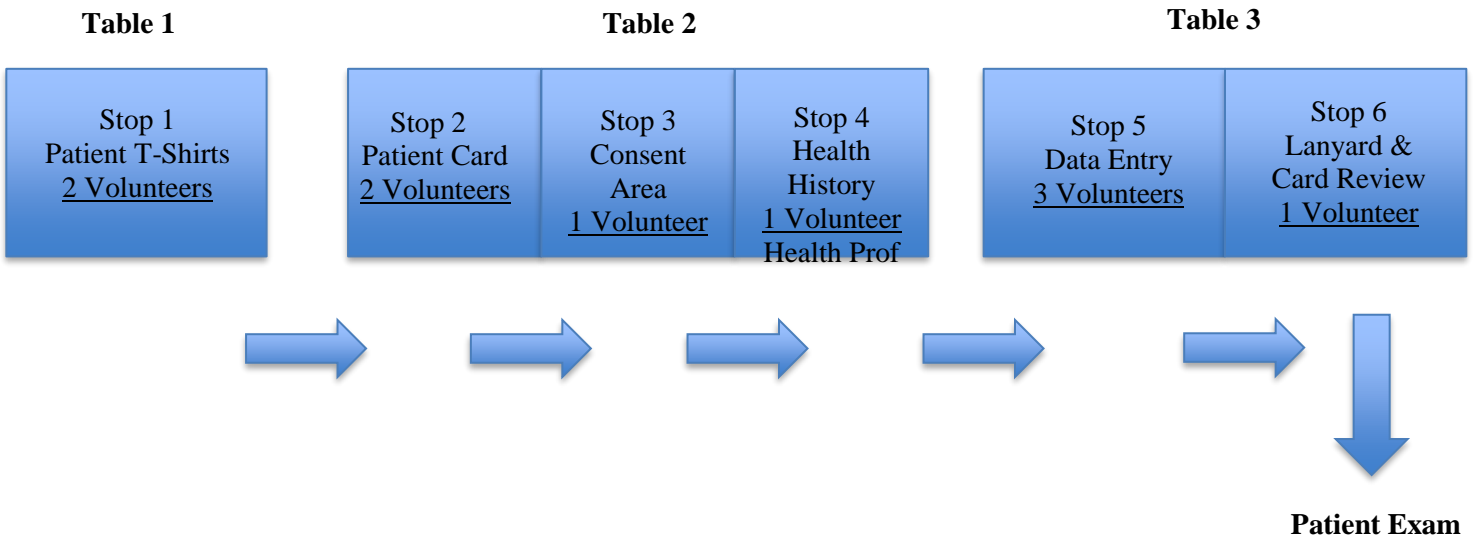 Table 1
Table 2
Table 3
Stop 1
Patient T-Shirts
2 Volunteers
Stop 2
Patient Card
2 Volunteers
Stop 3
Consent
Area
1 Volunteer
Stop 4
Health
History
1 Volunteer
Health Prof
Stop 5
Data Entry
3 Volunteers
Stop 6
Lanyard &
Card Review
1 Volunteer
Patient Exam